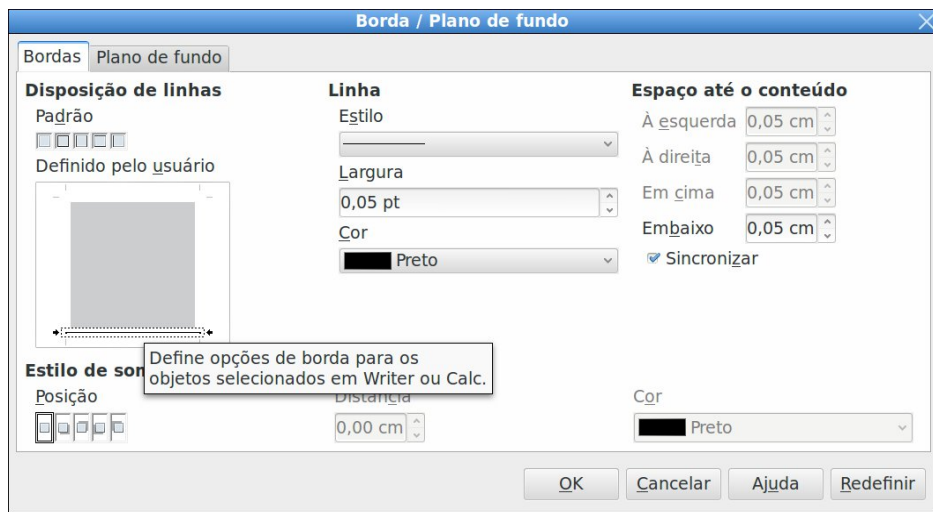 Borda / Plano de fundo
Bordas Plano de fundo
Disposição de linhas
Padrão
Definido pelo usuário
Linha
Estilo
Largura
0,05 pt
Cor
Preto
Espaço até o conteúdo
À esquerda 0,05 cm
À direita 0,05 cm
Em cima 0,05 cm
Embaixo 0,05 cm
Sincronizar
Define opções de borda para os
objetos selecionados em Writer ou Calc.
Estilo de
Posição
Distância
0,00 cm
Cor
Preto
OK Cancelar Ajuda Redefinir